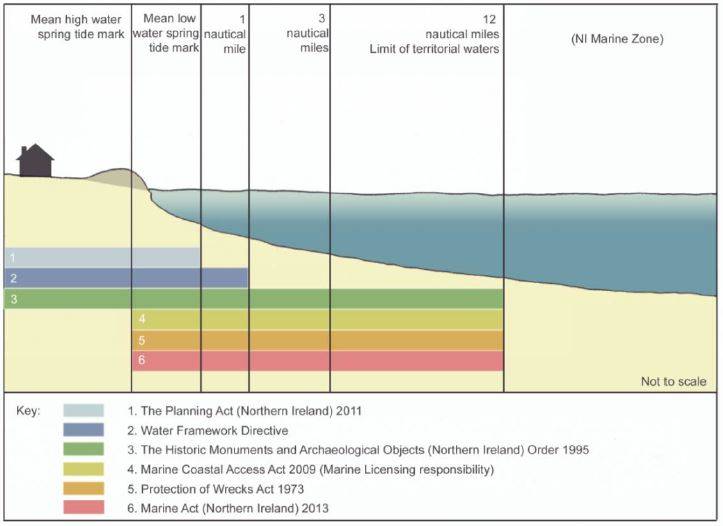 Mean high water
spring tide mark
Mean low
water spring
tide mark
1
nautical
mile
3
nautical
miles
12
nautical miles
Limit of territorial waters
(NI Marine Zone)
1
2
3
4
5
6
Not to scale
Key:
1. The Planning Act (Northern Ireland) 2011
2. Water Framework Directive
3. The Historic Monuments and Archaeological Objects (Northern Ireland) Order 1995
4. Marine Coastal Access Act 2009 (Marine Licensing responsibility)
5. Protection of Wrecks Act 1973
6. Marine Act (Northern Ireland) 2013